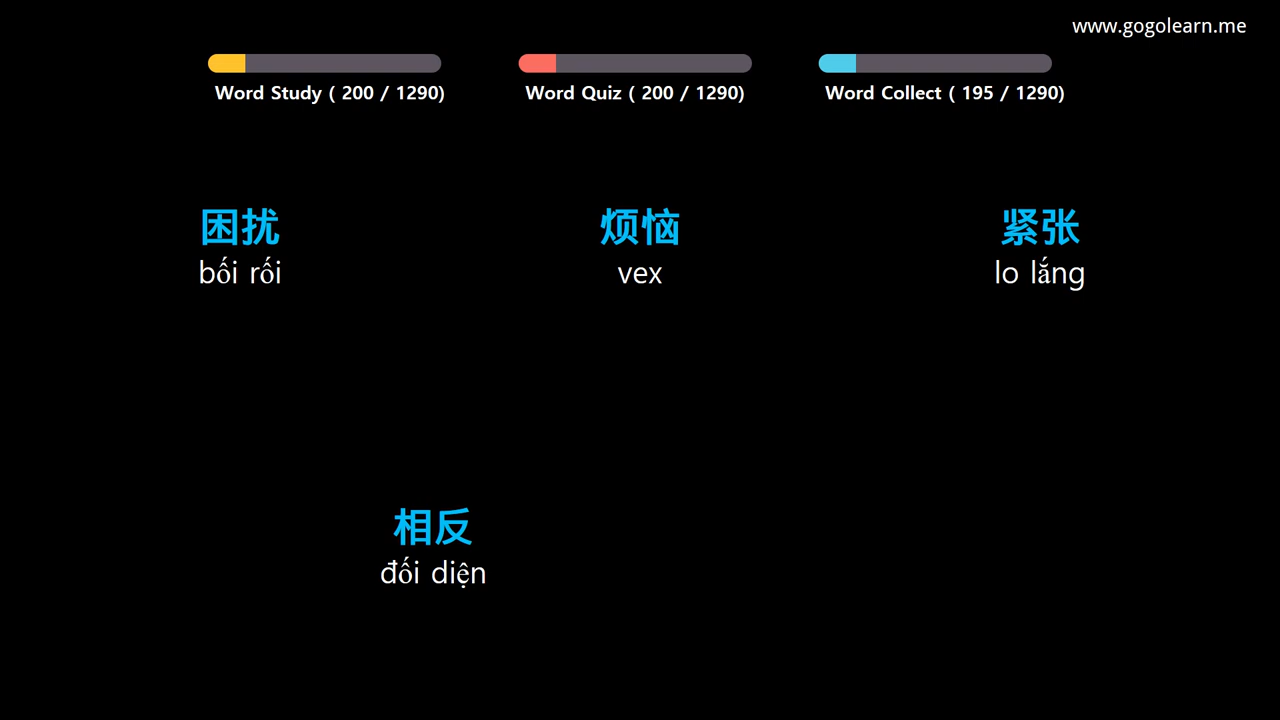 www.gogolearn.me
Word Study ( 200 / 1290)
Word Quiz ( 200 / 1290)
Word Collect ( 195 / 1290)
困扰
bối rối
烦恼
vex
紧张
lo lắng
相反
đối diện